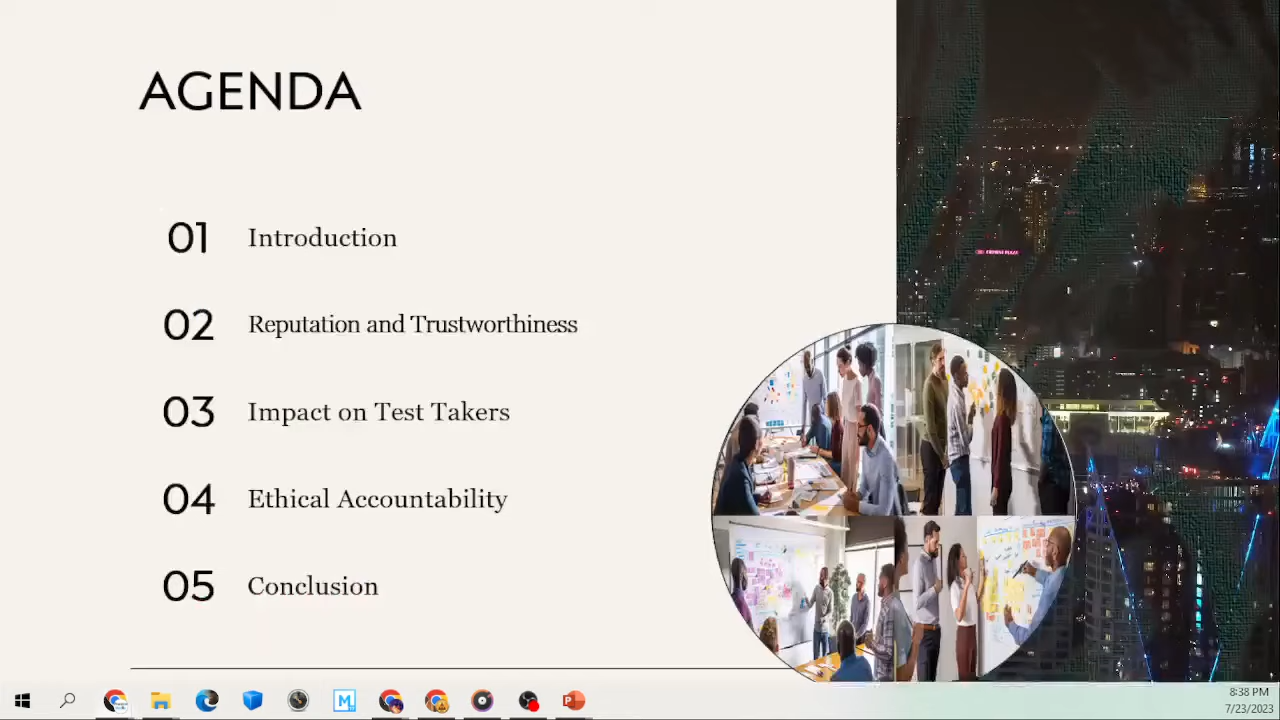 AGENDA
01 Introduction
02 Reputation and Trustworthiness
03 Impact on Test Takers
04 Ethical Accountability
05 Conclusion
8:38 PM
7/23/2023